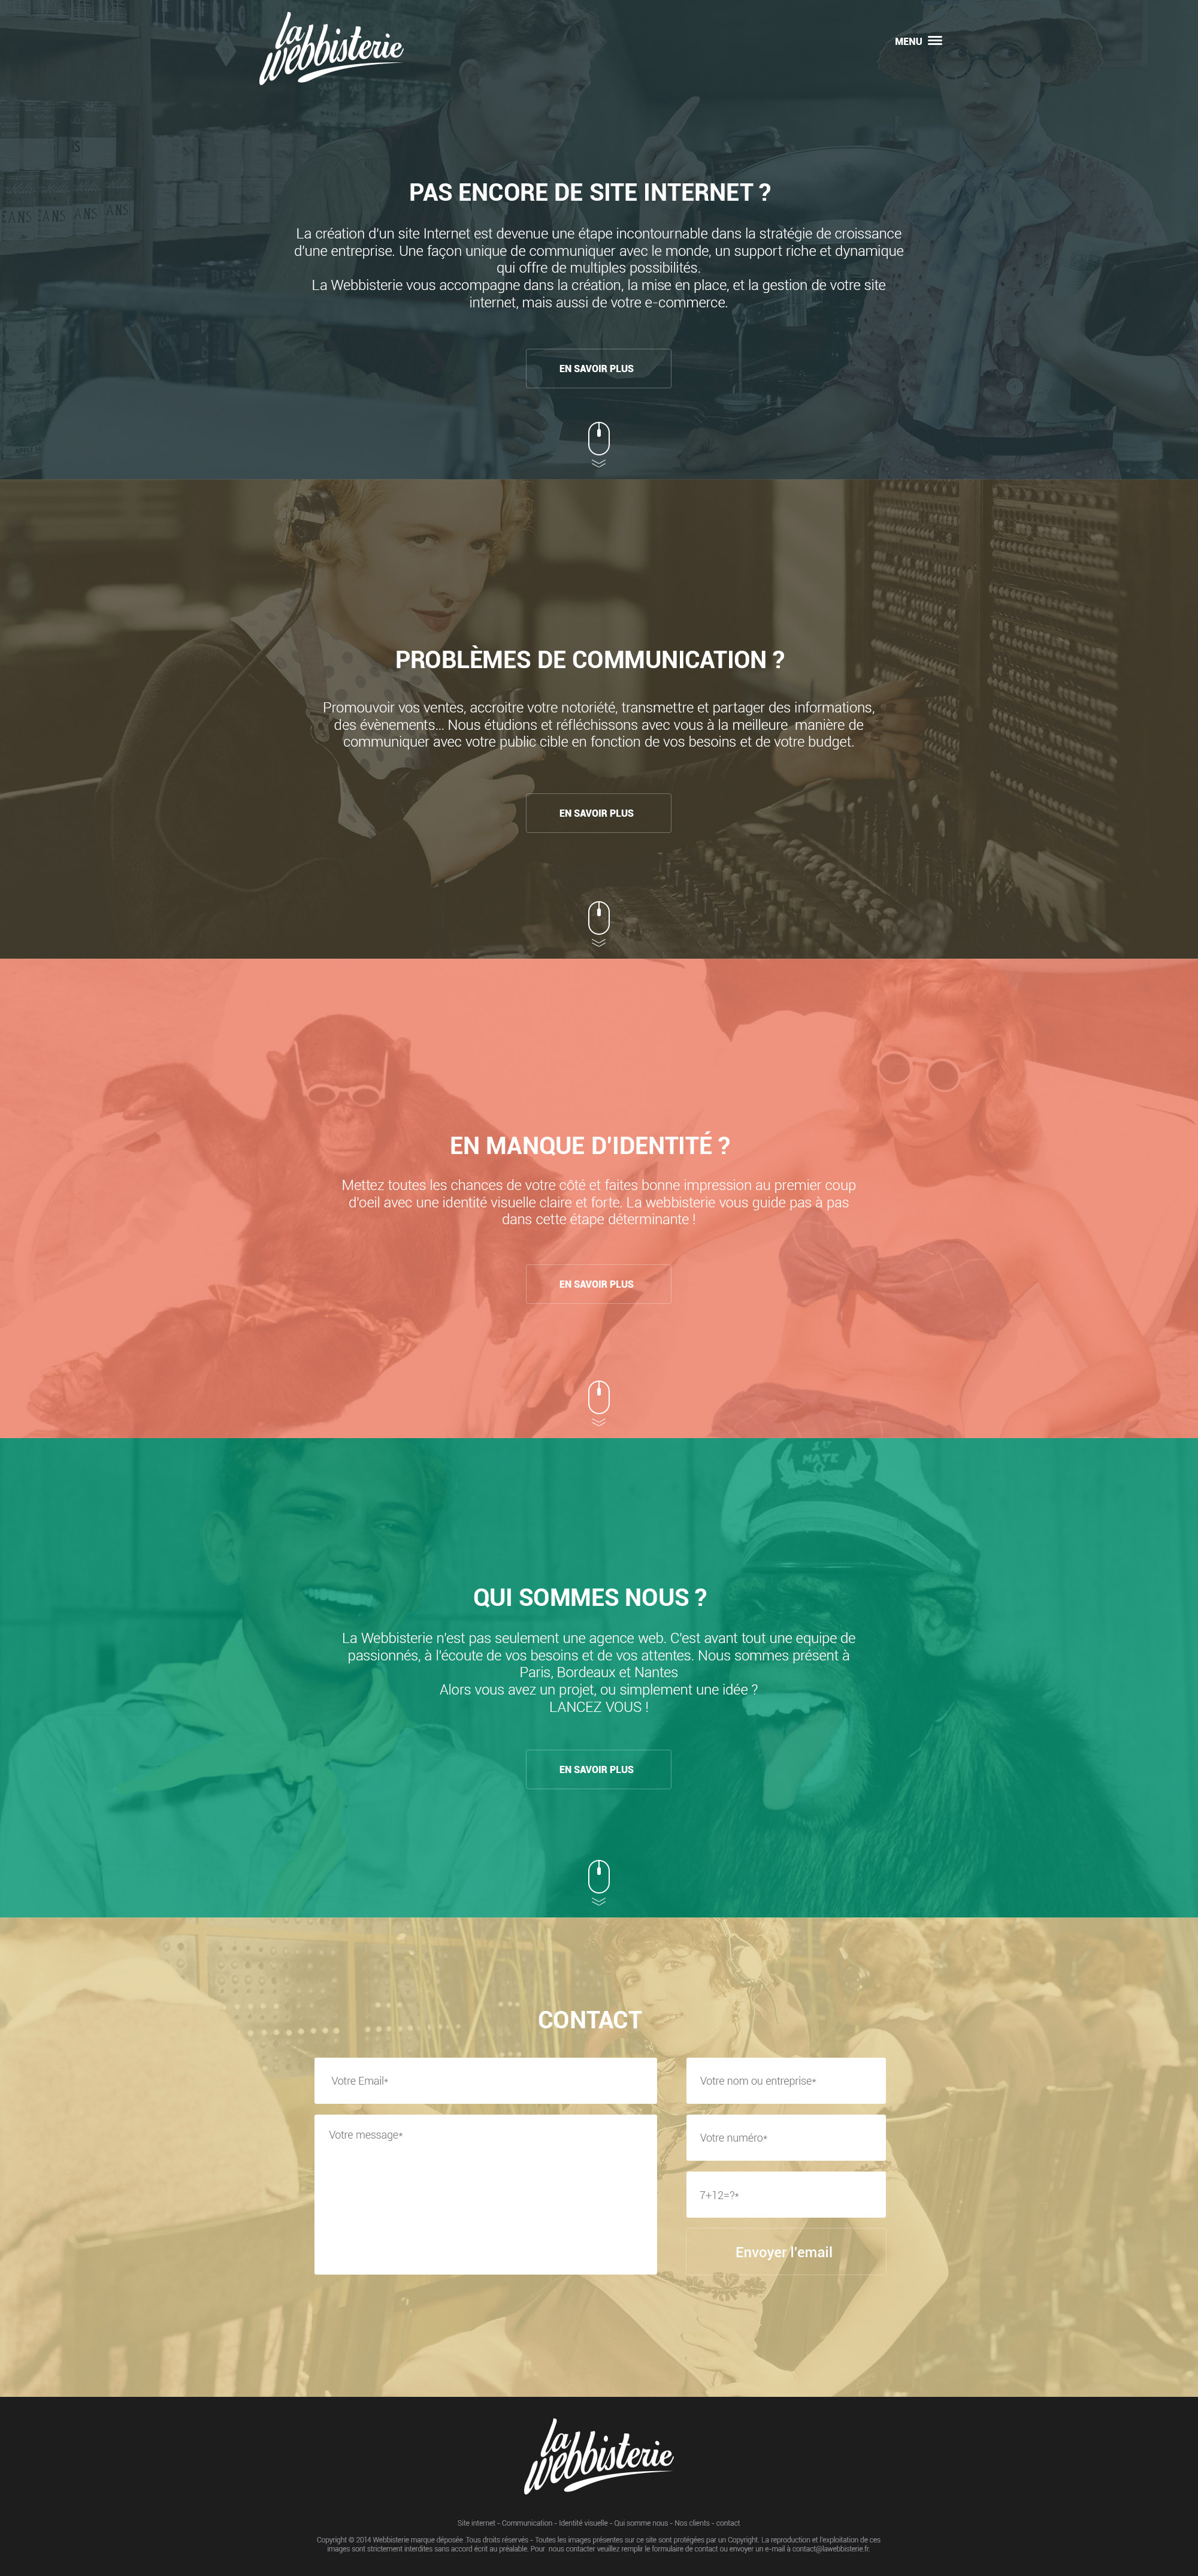 la
webbisterie
MENU
PAS ENCORE DE SITE INTERNET ?
La création d'un site Internet est devenue une étape incontournable dans la stratégie de croissance
d'une entreprise. Une façon unique de communiquer avec le monde, un support riche et dynamique
qui offre de multiples possibilités.
La Webbisterie vous accompagne dans la création, la mise en place, et la gestion de votre site
internet, mais aussi de votre e-commerce.
EN SAVOIR PLUS
PROBLÈMES DE COMMUNICATION ?
Promouvoir vos ventes, accroitre votre notoriété, transmettre et partager des informations,
des évènements... Nous étudions et réfléchissons avec vous à la meilleure  manière de
communiquer avec votre public cible en fonction de vos besoins et de votre budget.
EN SAVOIR PLUS
EN MANQUE D'IDENTITÉ ?
Mettez toutes les chances de votre côté et faites bonne impression au premier coup
d'oeil avec une identité visuelle claire et forte. La webbisterie vous guide pas à pas
dans cette étape déterminante !
EN SAVOIR PLUS
MATE
QUI SOMMES NOUS ?
La Webbisterie n'est pas seulement une agence web. C'est avant tout une equipe de
passionnés, à l'écoute de vos besoins et de vos attentes. Nous sommes présent à
Paris, Bordeaux et Nantes
Alors vous avez un projet, ou simplement une idée ?
LANCEZ VOUS !
EN SAVOIR PLUS
CONTACT
Votre Email*
Votre nom ou entreprise*
Votre message*
Votre numéro*
7+12=?*
Envoyer l'email
la
webbisterie
Site internet - Communication - Identité visuelle - Qui somme nous - Nos clients - contact
Copyright © 2014 Webbisterie marque déposée .Tous droits réservés - Toutes les images présentes sur ce site sont protégées par un Copyright. La reproduction et l'exploitation de ces
images sont strictement interdites sans accord écrit au préalable. Pour  nous contacter veuillez remplir le formulaire de contact ou envoyer un e-mail à contact@lawebbisterie.fr.